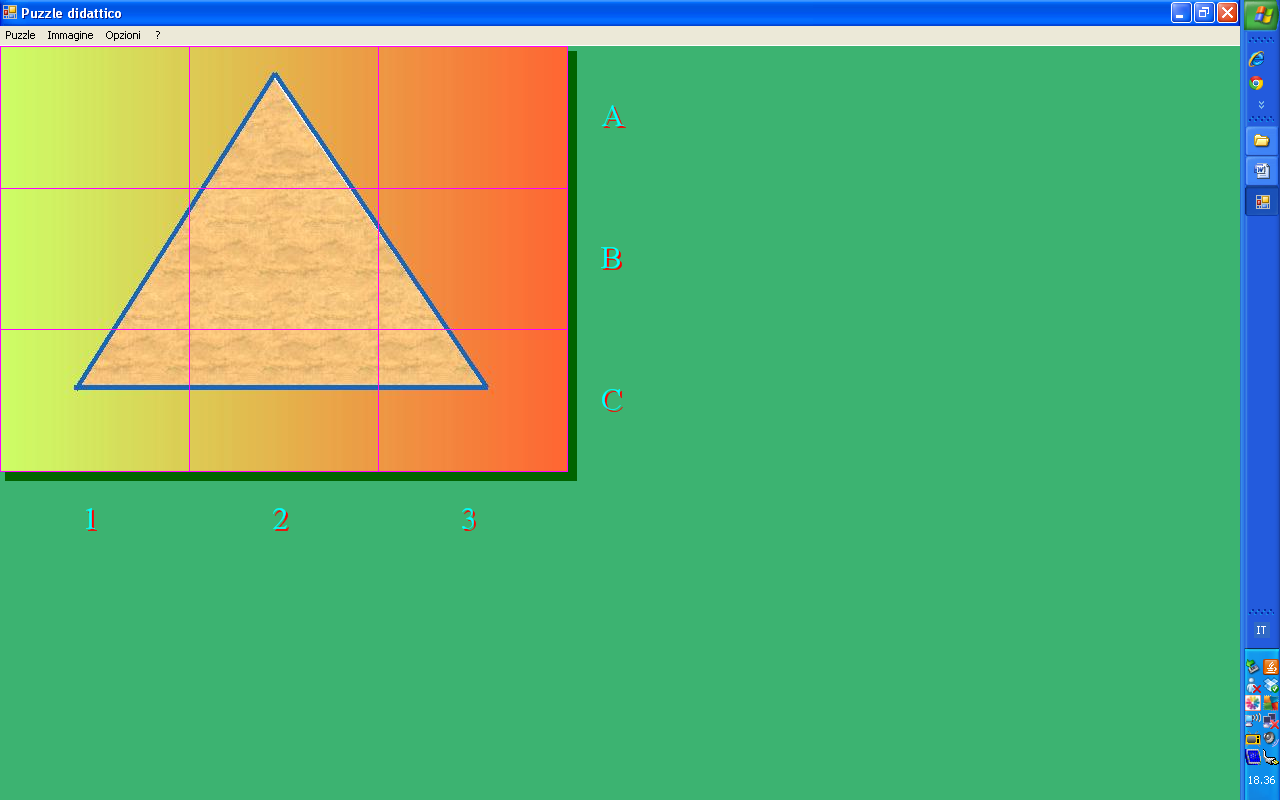 Puzzle didattico
Puzzle Immagine Opzioni ?
A
B
C
1 2 3
IT
18.36